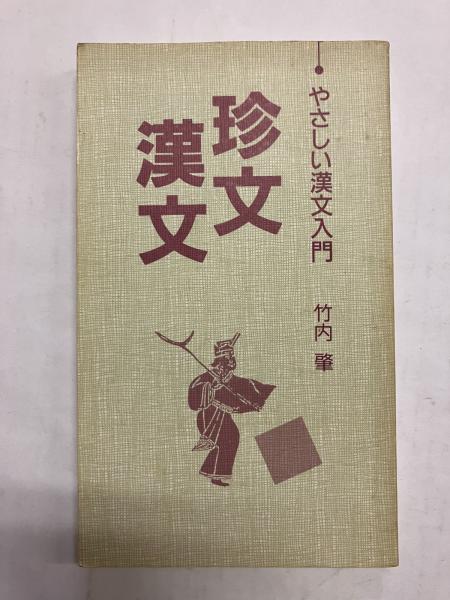 やさしい漢文入門
竹内 肇
珍文
漢文